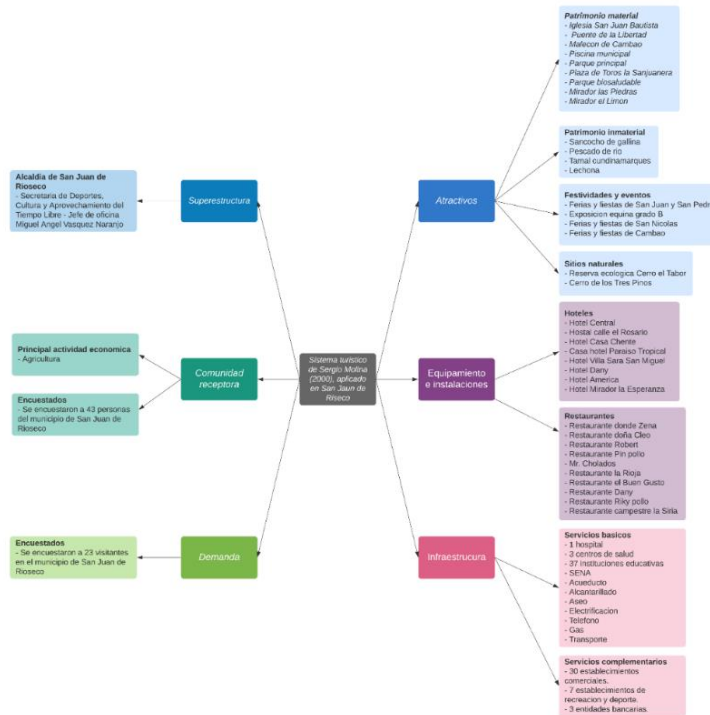 Sistema turístico
de Sergio Molina
(2000), aplicado
en San Jaun de
Riseco
Superestructura
Alcaldia de San Juan de
Rioseco
- Secretaria de Deportes,
Cultura y Aprovechamiento del
Tiempo Libre - Jefe de oficina
Miguel Angel Vasquez Naranjo
Comunidad
receptora
Principal actividad economica
- Agricultura
Encuestados
- Se encuestaron a 43 personas
del municipio de San Juan de
Rioseco
Demanda
Encuestados
- Se encuestaron a 23 visitantes
en el municipio de San Juan de
Rioseco
Atractivos
Patrimonio material
- Iglesia San Juan Bautista
- Puente de la Libertad
- Malecon de Cambao
- Piscina municipal
- Parque principal
- Plaza de Toros la Sanjuanera
- Parque biosaludable
- Mirador las Piedras
- Mirador el Limon
Patrimonio inmaterial
- Sancocho de gallina
- Pescado de rio
- Tamal cundinamarques
- Lechona
Festividades y eventos
- Ferias y fiestas de San Juan y San Pedr
- Exposicion equina grado B
- Ferias y fiestas de San Nicolas
- Ferias y fiestas de Cambao
Sitios naturales
- Reserva ecologica Cerro el Tabor
- Cerro de los Tres Pinos
Equipamiento
e instalaciones
Hoteles
- Hotel Central
- Hostal calle el Rosario
- Hotel Casa Chente
- Casa hotel Paraiso Tropical
- Hotel Villa Sara San Miguel
- Hotel Dany
- Hotel America
- Hotel Mirador la Esperanza
Restaurantes
- Restaurante donde Zena
- Restaurante doña Cleo
- Restaurante Robert
- Restaurante Pin pollo
- Mr. Cholados
- Restaurante la Rioja
- Restaurante el Buen Gusto
- Restaurante Dany
- Restaurante Riky pollo
- Restaurante campestre la Siria
Infraestrucura
Servicios basicos
- 1 hospital
- 3 centros de salud
- 37 instituciones educativas
- SENA
- Acueducto
- Alcantarillado
- Aseo
- Electrificacion
- Telefono
- Gas
- Transporte
Servicios complementarios
- 30 establecimientos
comerciales.
- 7 establecimientos de
recreacion y deporte.
- 3 entidades bancarias.